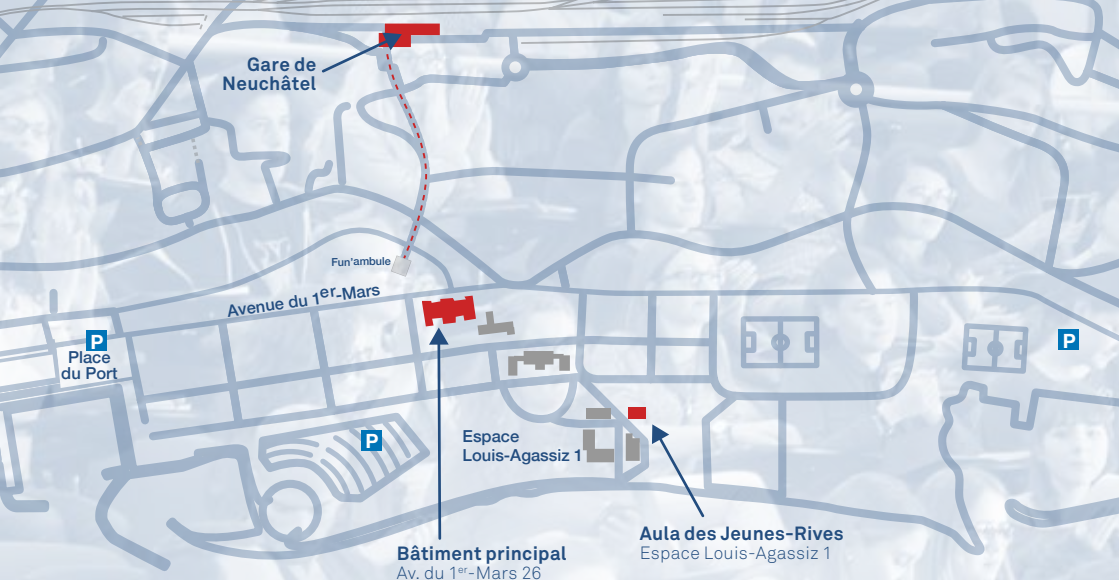 Gare de
Neuchâtel
Fun'ambule
Avenue du 1er-Mars
P
Place
du Port
P
P
Espace
Louis-Agassiz 1
Aula des Jeunes-Rives
Espace Louis-Agassiz 1
Bâtiment principal
Av. du 1er-Mars 26